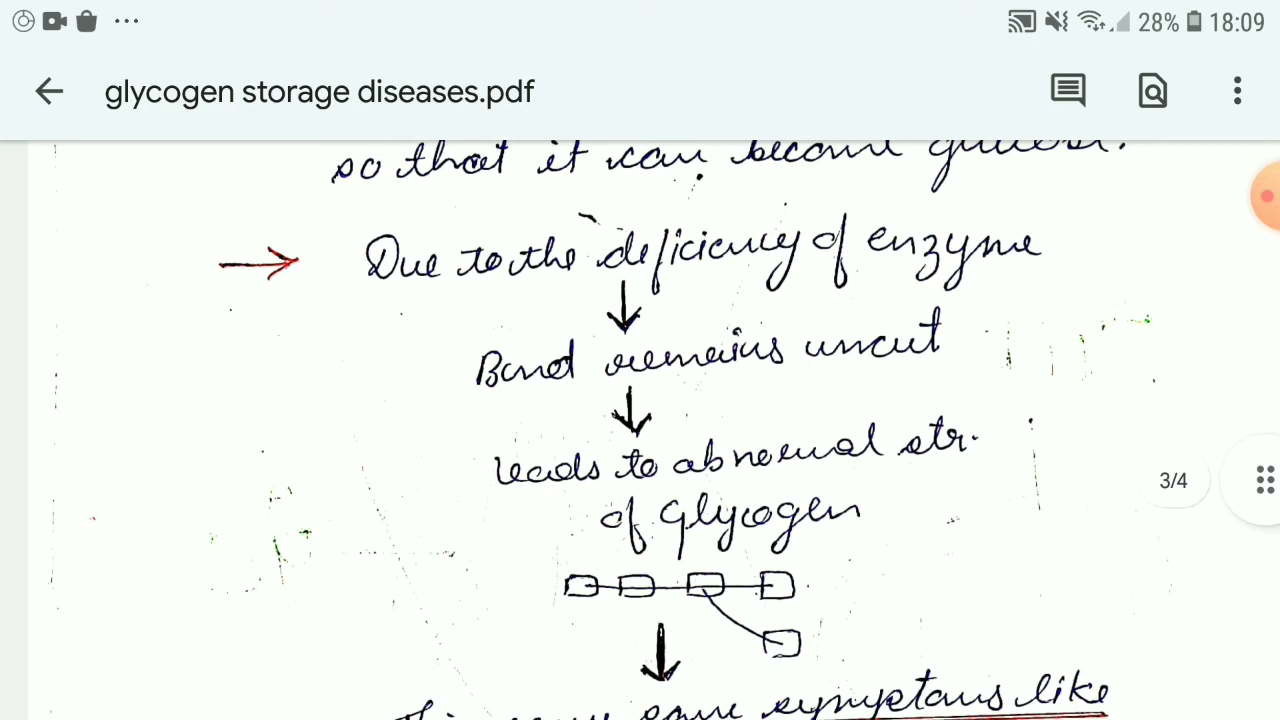 28% 18:09
glycogen storage diseases.pdf
so that it can become
Due to the deficiency of enzyme
Bond remains uncut
leads to abnormal str.
of Glycogen
3/4
some symptoms like